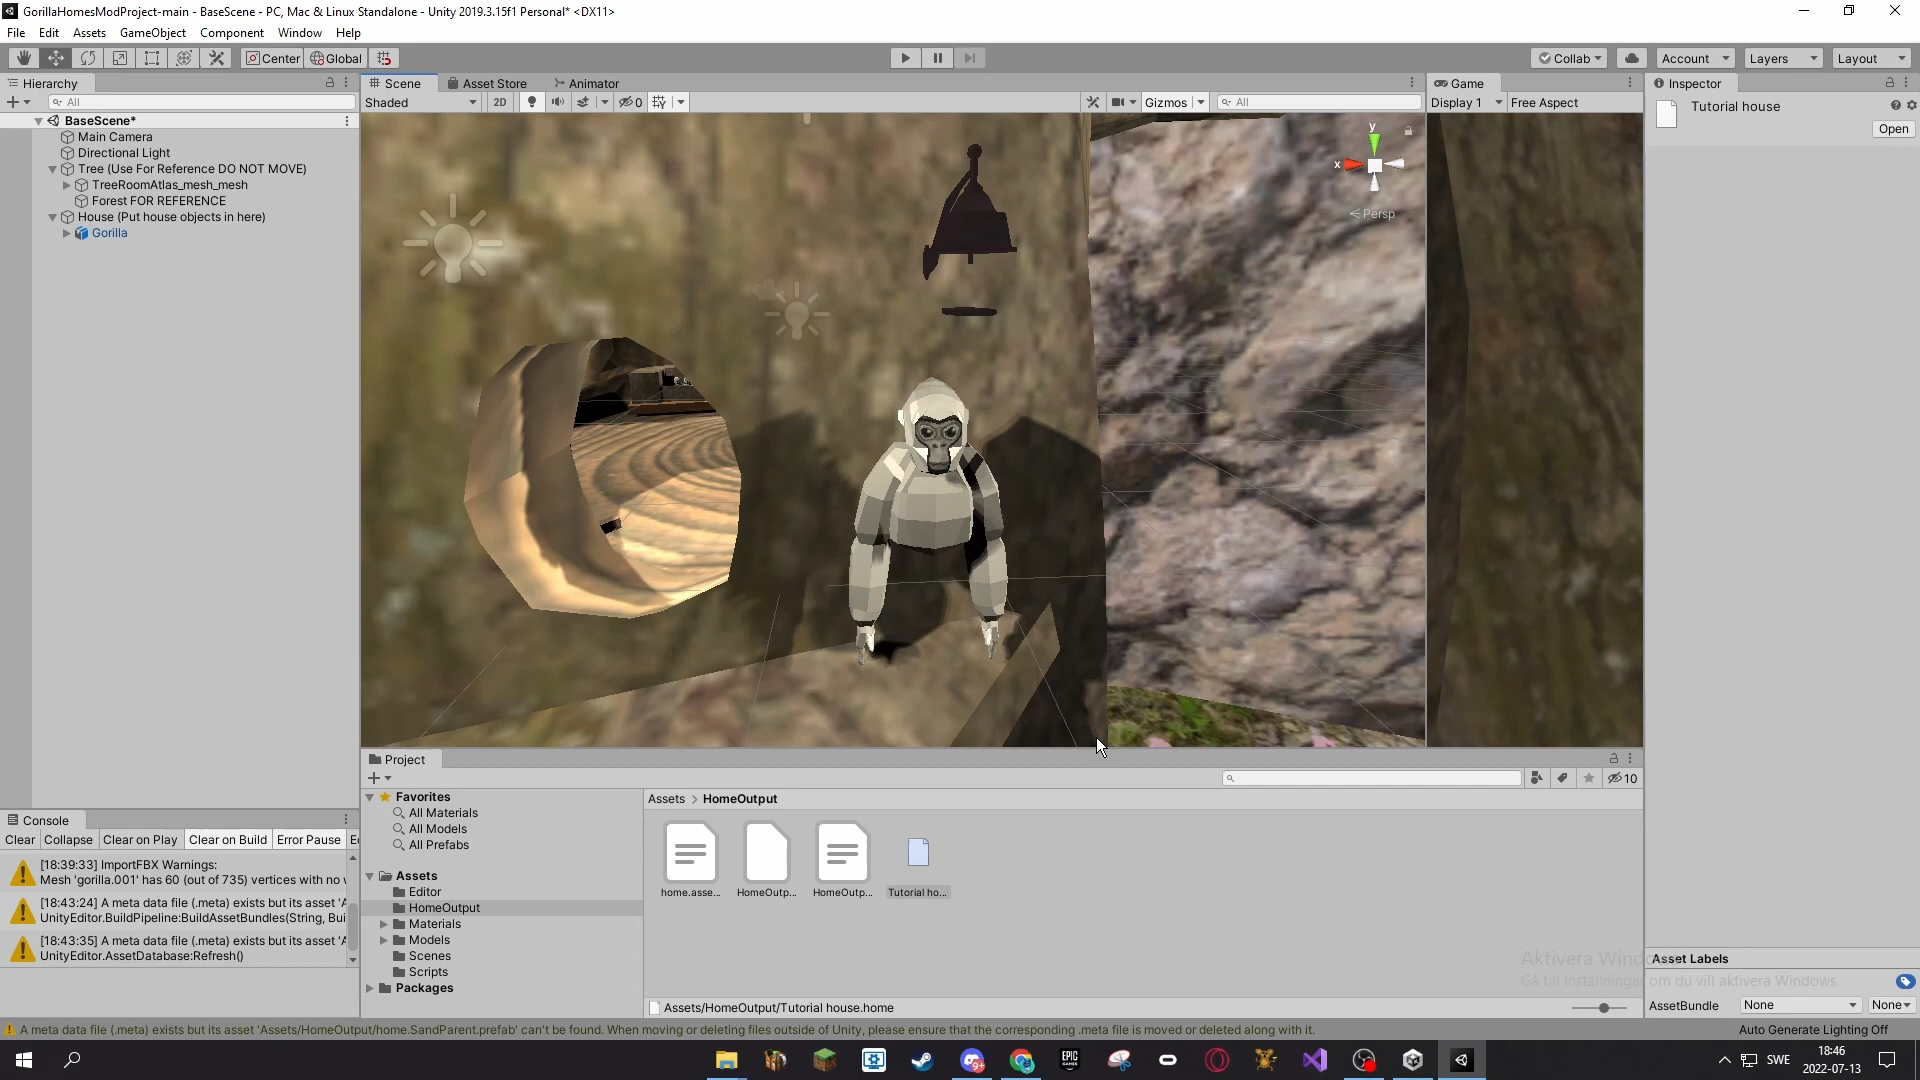 GorillaHomesModProject-main - BaseScene - PC, Mac & Linux Standalone - Unity 2019.3.15f1 Personal* <DX11>
File Edit Assets GameObject Component Window Help
Center Global Collab Account Layers Layout
Hierarchy
All
BaseScene*
Main Camera
Directional Light
Tree (Use For Reference DO NOT MOVE)
TreeRoomAtlas_mesh_mesh
Forest FOR REFERENCE
House (Put house objects in here)
Gorilla
Scene Asset Store Animator
Shaded 2D 0 Gizmos All
y
x
Persp
Game
Display 1 Free Aspect
Inspector
Tutorial house
Open
Console
Clear Collapse Clear on Play Clear on Build Error Pause
[18:39:33] ImportFBX Warnings:
Mesh 'gorilla.001' has 60 (out of 735) vertices with no
[18:43:24] A meta data file (.meta) exists but its asset 'A
UnityEditor.BuildPipeline:BuildAssetBundles(String, Bui
[18:43:35] A meta data file (.meta) exists but its asset 'A
UnityEditor.AssetDatabase:Refresh()
Project
10
Favorites
All Materials
All Models
All Prefabs
Assets
Editor
HomeOutput
Materials
Models
Scenes
Scripts
Packages
Assets > HomeOutput
home.asse... HomeOutp... HomeOutp... Tutorial ho...
Assets/HomeOutput/Tutorial house.home
Aktivera Windows
Gå till Inställningar om du vill aktivera Windows.
Asset Labels
AssetBundle None None
A meta data file (.meta) exists but its asset 'Assets/HomeOutput/home.SandParent.prefab' can't be found. When moving or deleting files outside of Unity, please ensure that the corresponding .meta file is moved or deleted along with it.
Auto Generate Lighting Off
EPIC GAMES
9+
SWE
18:46
2022-07-13